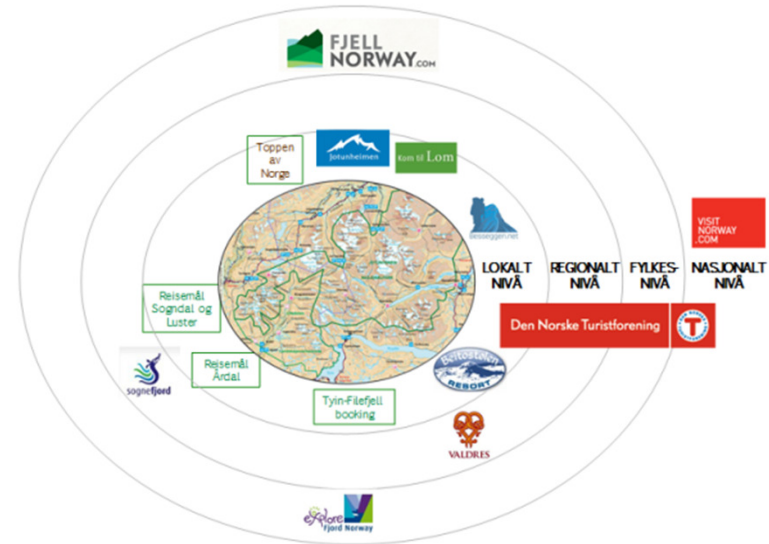 FJELL
NORWAY.COM
Toppen
av
Norge
Jotunheimen
Kom til Lom
Besseggen.net
VISIT
NORWAY
.COM
LOKALT
NIVÅ
REGIONALT
NIVÅ
FYLKES-
NIVÅ
NASJONALT
NIVÅ
Reisemål
Sogndal og
Luster
Den Norske Turistforening
T
Reisemål
Årdal
sognefjord
Beitostølen
RESORT
Tyin-Filefjell
booking
VALDRES
eXplore
Fjord Norway